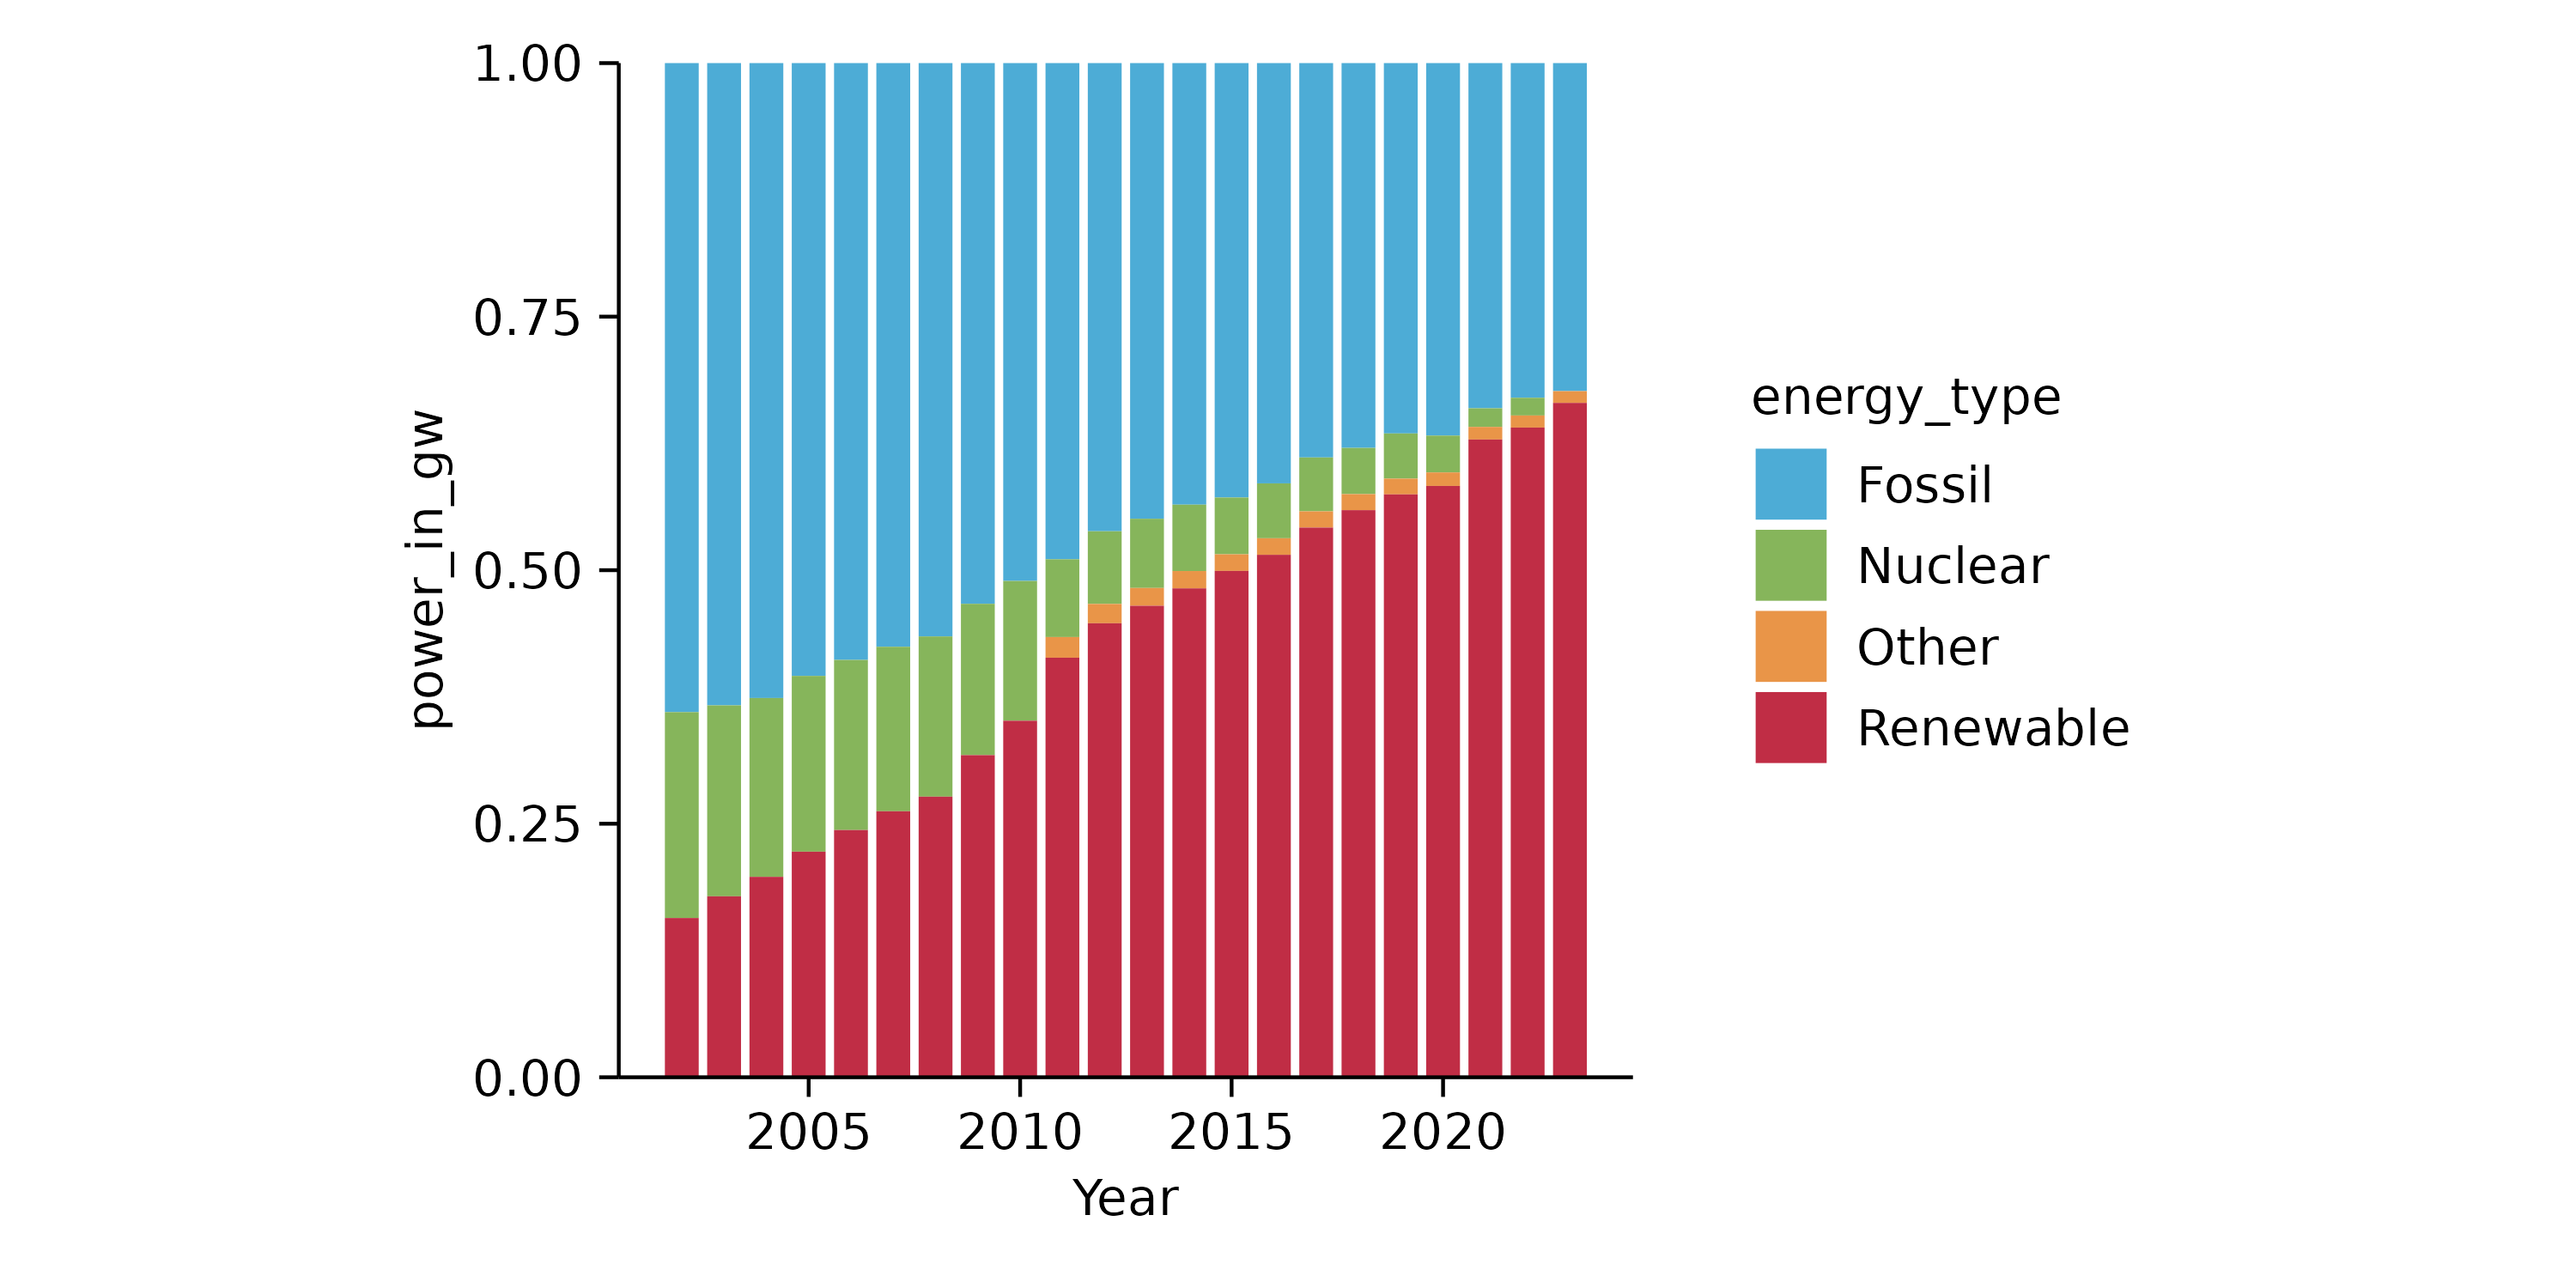 1.00
0.75
0.50
0.25
0.00
power_in_gw
2005 2010 2015 2020
Year
energy_type
Fossil
Nuclear
Other
Renewable